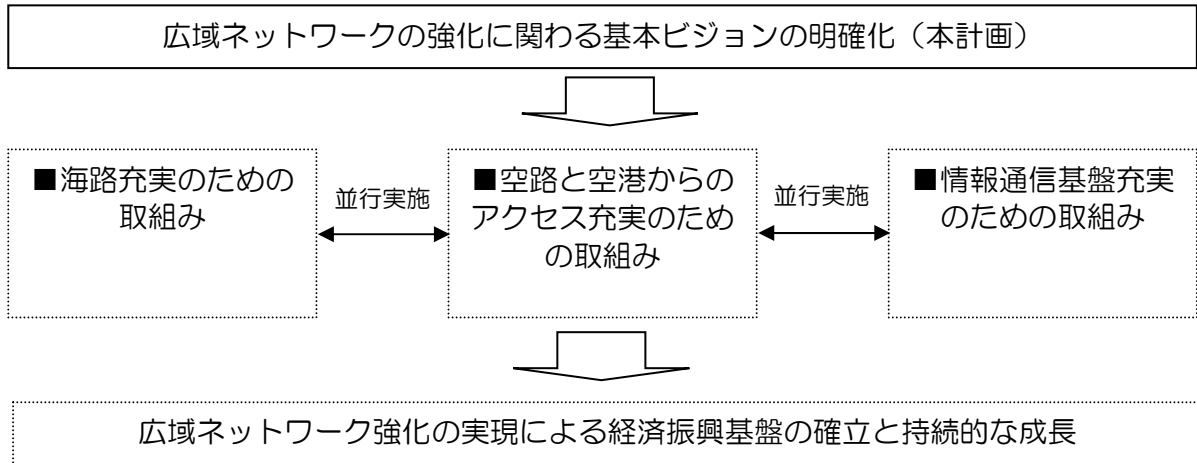 広域ネットワークの強化に関わる基本ビジョンの明確化（本計画）
■海路充実のための
取組み
並行実施
■空路と空港からの
アクセス充実のため
の取組み
並行実施
■情報通信基盤充実
のための取組み
広域ネットワーク強化の実現による経済振興基盤の確立と持続的な成長